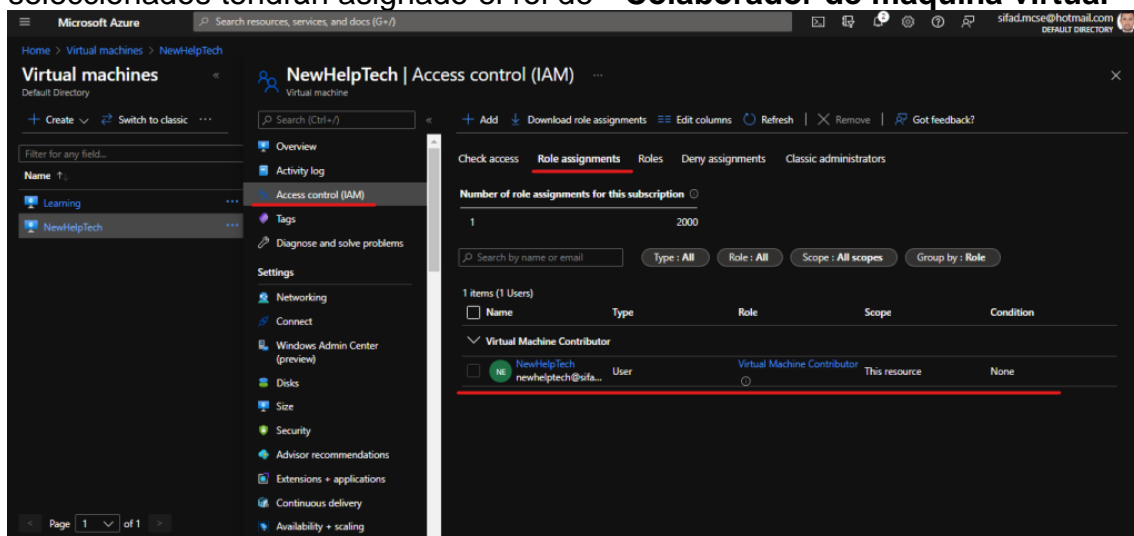 seleccionados tendrán asignado el rol de "Colaborador de máquina virtual"
Microsoft Azure
Search resources, services, and docs (G+/)
2
sifad.mcse@hotmail.com
DEFAULT DIRECTORY
Home > Virtual machines > NewHelpTech
Virtual machines
Default Directory
+ Create
Switch to classic
...
Filter for any field...
Name ↑
Learning
...
NewHelpTech
...
< Page 1 of 1 >
NewHelpTech | Access control (IAM)
...
Virtual machine
Search (Ctrl+/)
Overview
Activity log
Access control (IAM)
Tags
Diagnose and solve problems
Settings
Networking
Connect
Windows Admin Center
(preview)
Disks
Size
Security
Advisor recommendations
Extensions + applications
Continuous delivery
Availability + scaling
+ Add
Download role assignments
Edit columns
Refresh
Remove
Got feedback?
Check access
Role assignments
Roles
Deny assignments
Classic administrators
Number of role assignments for this subscription
1
2000
Search by name or email
Type : All
Role : All
Scope : All scopes
Group by : Role
1 items (1 Users)
Name
Type
Role
Scope
Condition
Virtual Machine Contributor
NE
NewHelpTech
newhelptech@sifa...
User
Virtual Machine Contributor
This resource
None